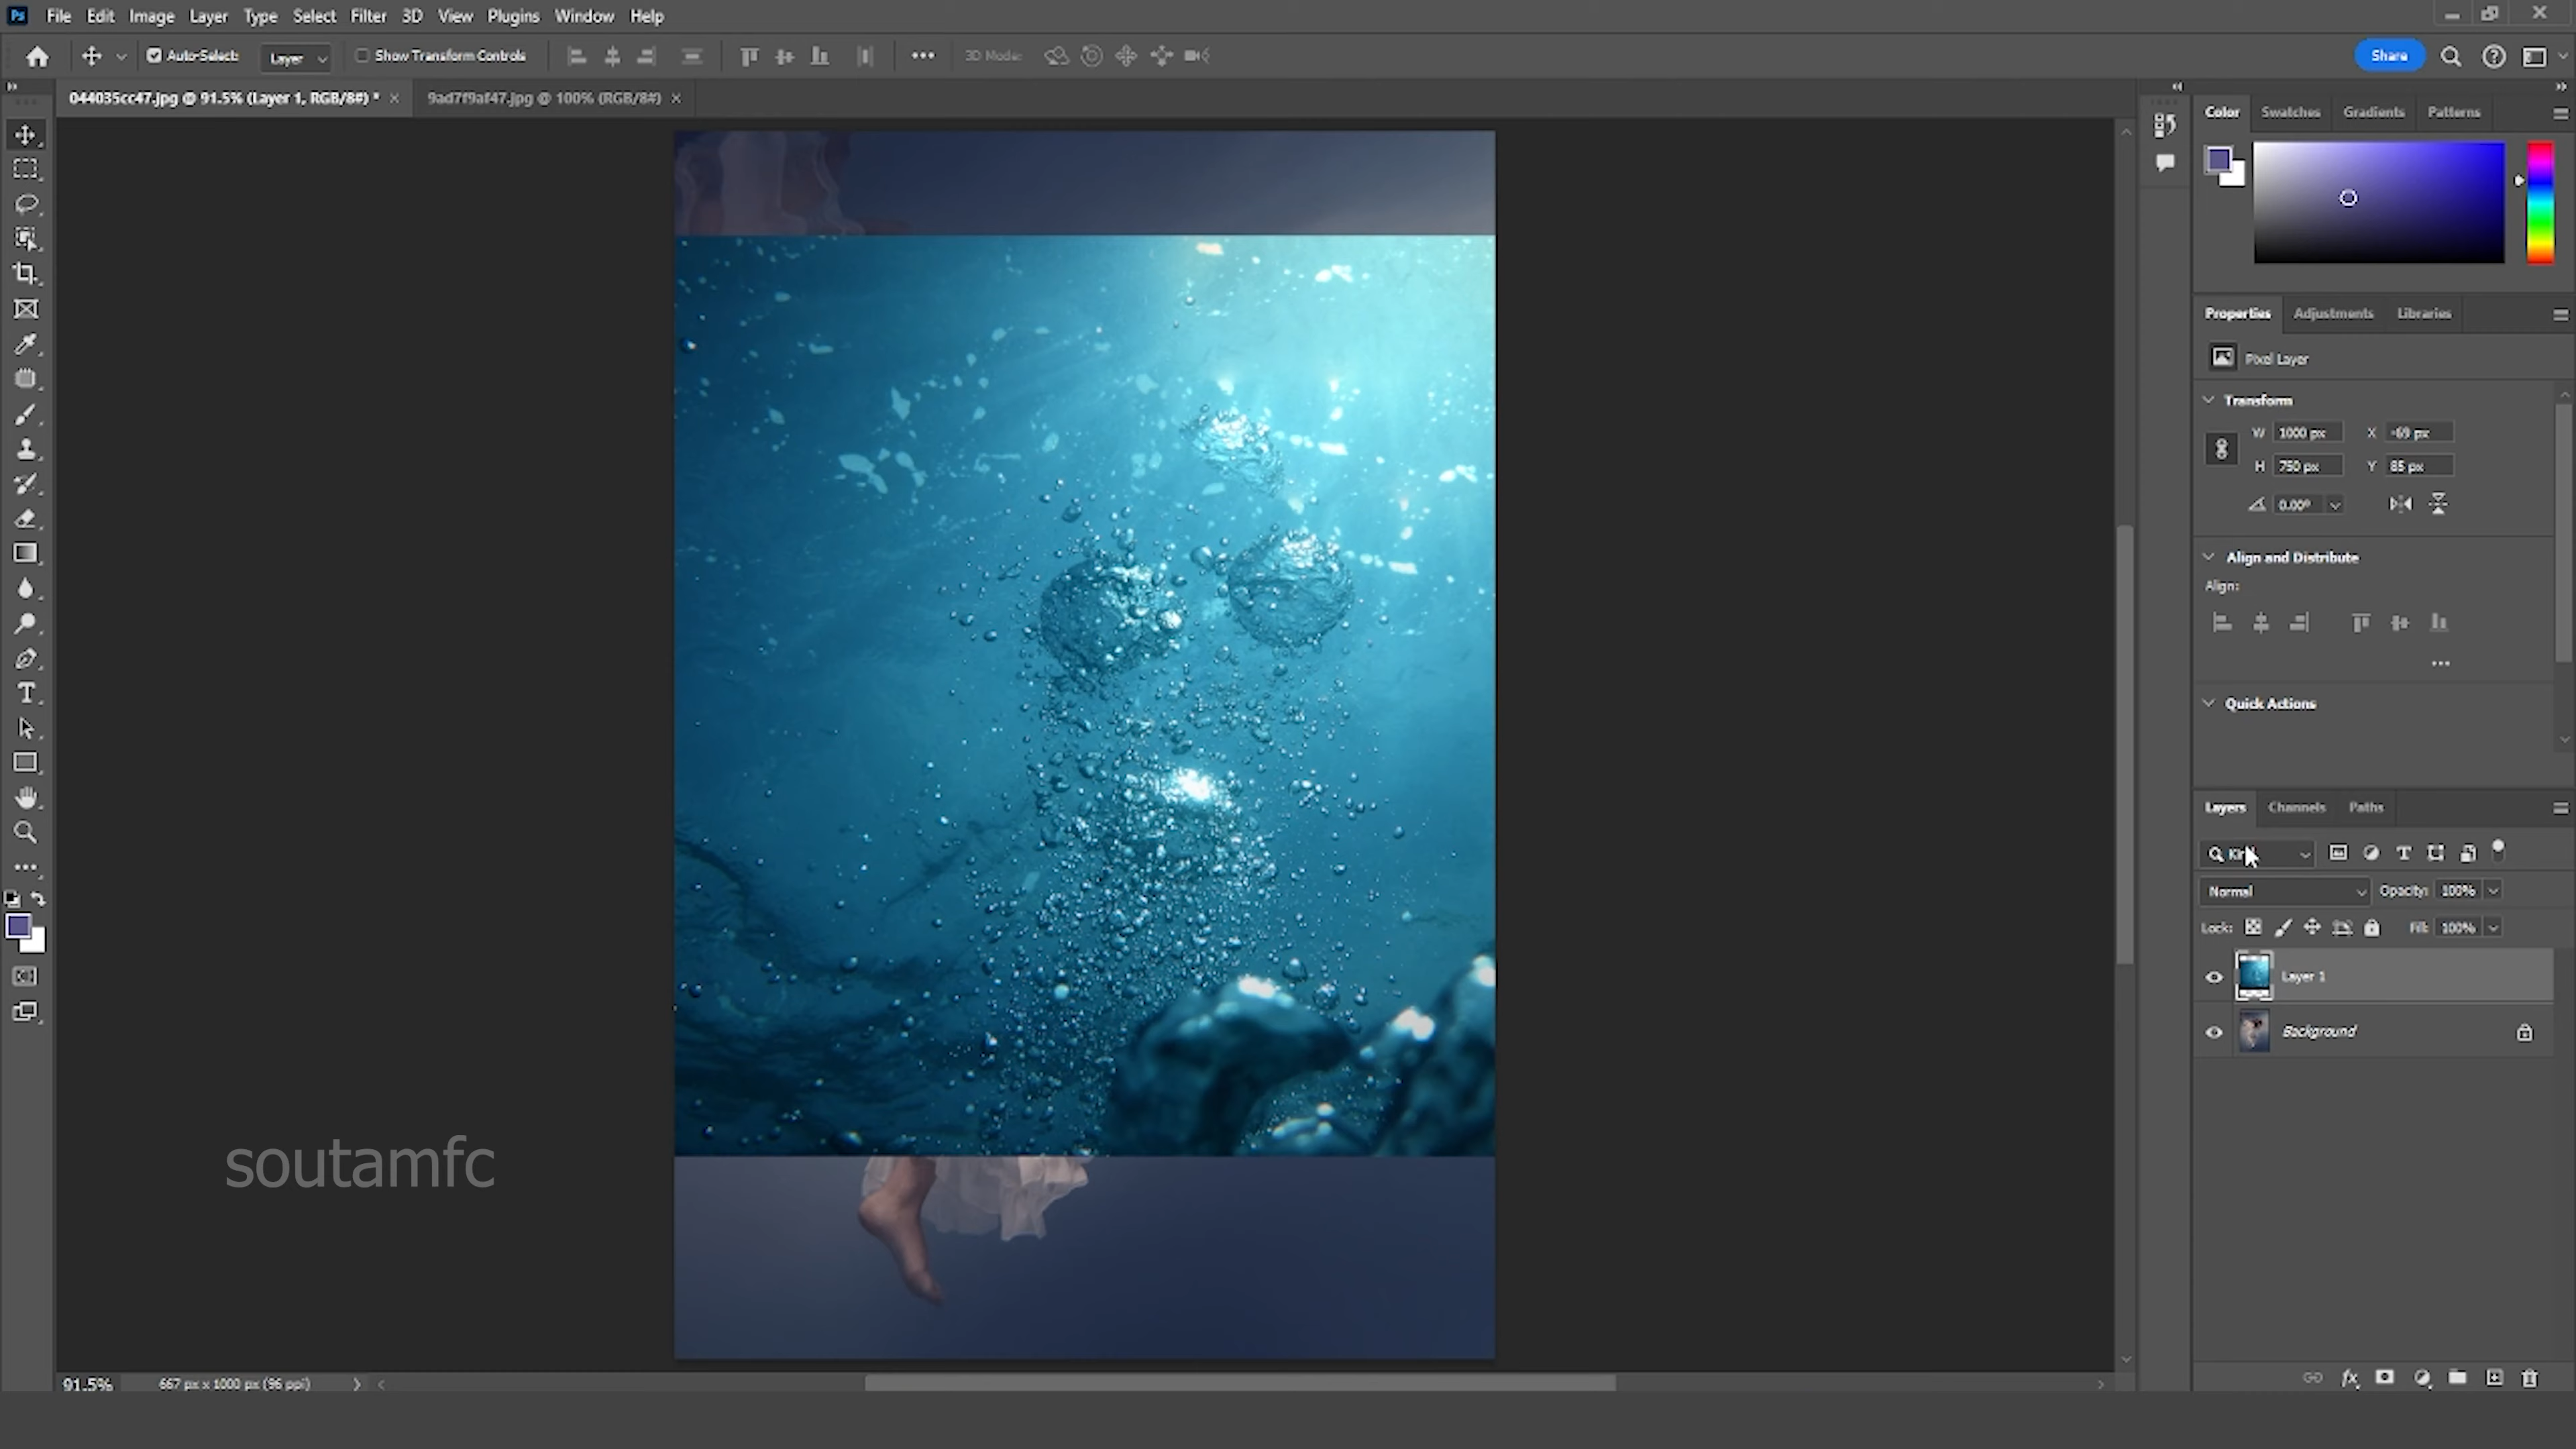 Ps File Edit Image Layer Type Select Filter 3D View Plugins Window Help
Auto-Select: Layer Show Transform Controls 3D Mode: Share
044035cc47.jpg @ 91.5% (Layer 1, RGB/8#) * × 9ad7f9af47.jpg @ 100% (RGB/8#) ×
Color Swatches Gradients Patterns
Properties Adjustments Libraries
Pixel Layer
Transform
W 1000 px X -69 px
H 750 px Y 85 px
0.00°
Align and Distribute
Align:
Quick Actions
Layers Channels Paths
Normal Opacity: 100%
Lock: Fill: 100%
Layer 1
Background
soutamfc
91.5% 667 px x 1000 px (96 ppi)